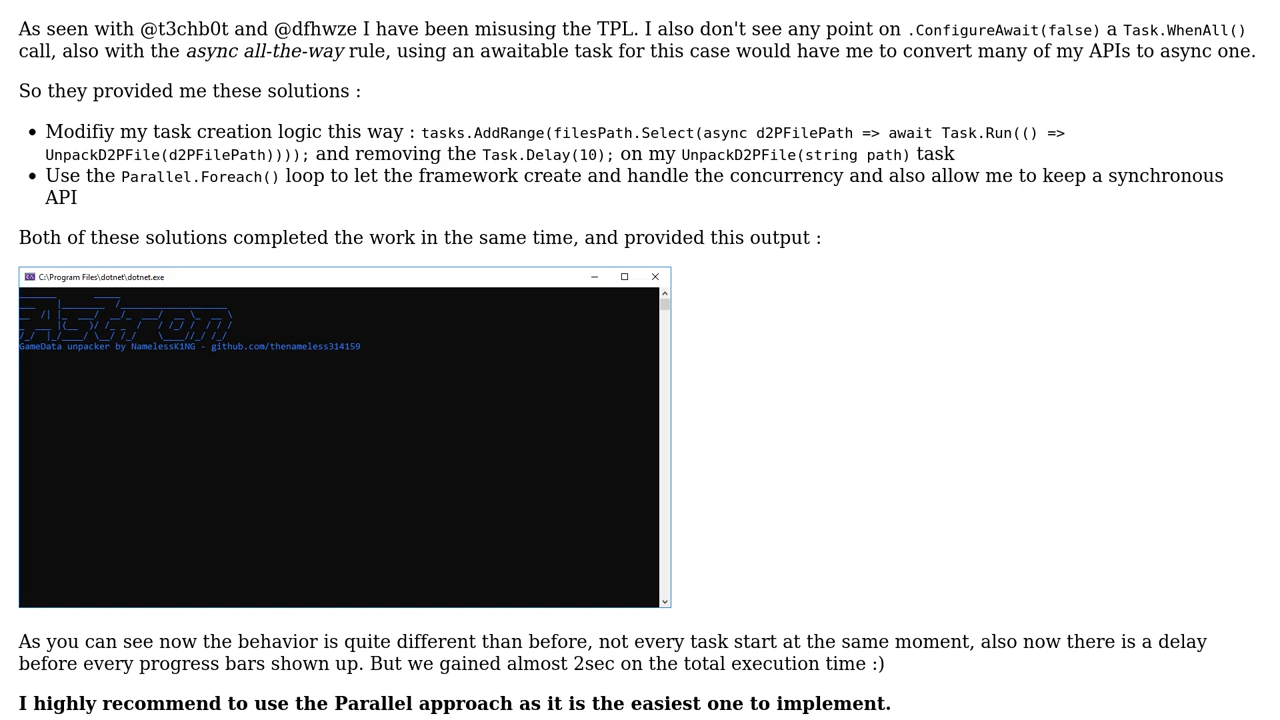 As seen with @t3chb0t and @dfhwze I have been misusing the TPL. I also don't see any point on .ConfigureAwait(false) a Task.WhenAll()
call, also with the async all-the-way rule, using an awaitable task for this case would have me to convert many of my APIs to async one.
So they provided me these solutions :
• Modifiy my task creation logic this way : tasks.AddRange(filesPath.Select(async d2PFilePath => await Task.Run(() =>
UnpackD2PFile(d2PFilePath)))); and removing the Task.Delay(10); on my UnpackD2PFile(string path) task
• Use the Parallel.Foreach() loop to let the framework create and handle the concurrency and also allow me to keep a synchronous
API
Both of these solutions completed the work in the same time, and provided this output :
C:\Program Files\dotnet\dotnet.exe
GameData unpacker by NamelessK1NG - github.com/thenameless314159
As you can see now the behavior is quite different than before, not every task start at the same moment, also now there is a delay
before every progress bars shown up. But we gained almost 2sec on the total execution time :)
I highly recommend to use the Parallel approach as it is the easiest one to implement.